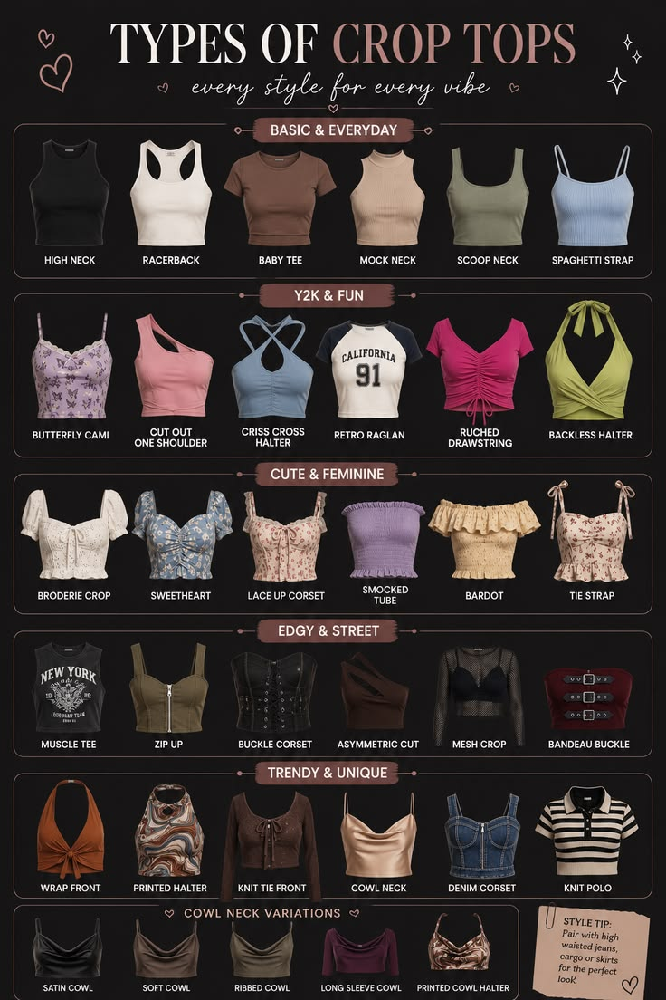 TYPES OF CROP TOPS
every style for every vibe
BASIC & EVERYDAY
HIGH NECK
RACERBACK
BABY TEE
MOCK NECK
SCOOP NECK
SPAGHETTI STRAP
Y2K & FUN
CALIFORNIA
91
BUTTERFLY CAMI
CUT OUT
ONE SHOULDER
CRISS CROSS
HALTER
RETRO RAGLAN
RUCHED
DRAWSTRING
BACKLESS HALTER
CUTE & FEMININE
BRODERIE CROP
SWEETHEART
LACE UP CORSET
SMOCKED
TUBE
BARDOT
TIE STRAP
EDGY & STREET
NEW YORK
MUSCLE TEE
ZIP UP
BUCKLE CORSET
ASYMMETRIC CUT
MESH CROP
BANDEAU BUCKLE
TRENDY & UNIQUE
WRAP FRONT
PRINTED HALTER
KNIT TIE FRONT
COWL NECK
DENIM CORSET
KNIT POLO
COWL NECK VARIATIONS
SATIN COWL
SOFT COWL
RIBBED COWL
LONG SLEEVE COWL
PRINTED COWL HALTER
STYLE TIP:
Pair with high
waisted jeans,
cargo or skirts
for the perfect
look.